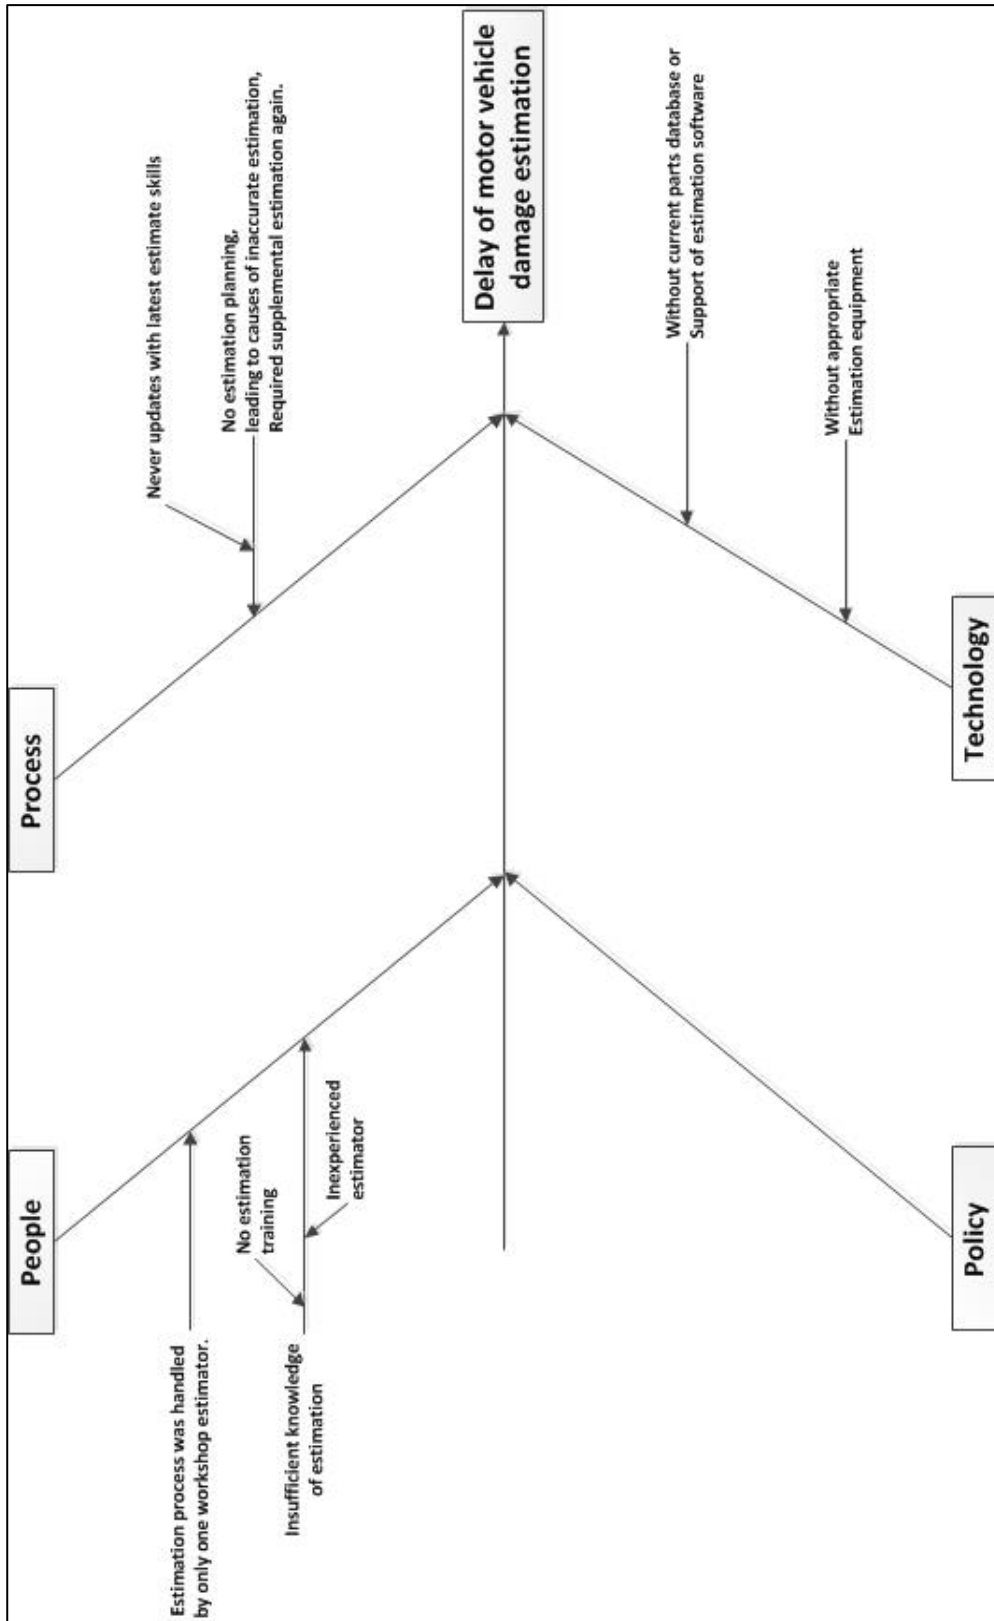 People
Process
Estimation process was handled
by only one workshop estimator.
No estimation
training
Insufficient knowledge
of estimation
Inexperienced
estimator
Never updates with latest estimate skills
No estimation planning,
leading to causes of inaccurate estimation,
Required supplemental estimation again.
Delay of motor vehicle
damage estimation
Without current parts database or
Support of estimation software
Without appropriate
Estimation equipment
Policy
Technology